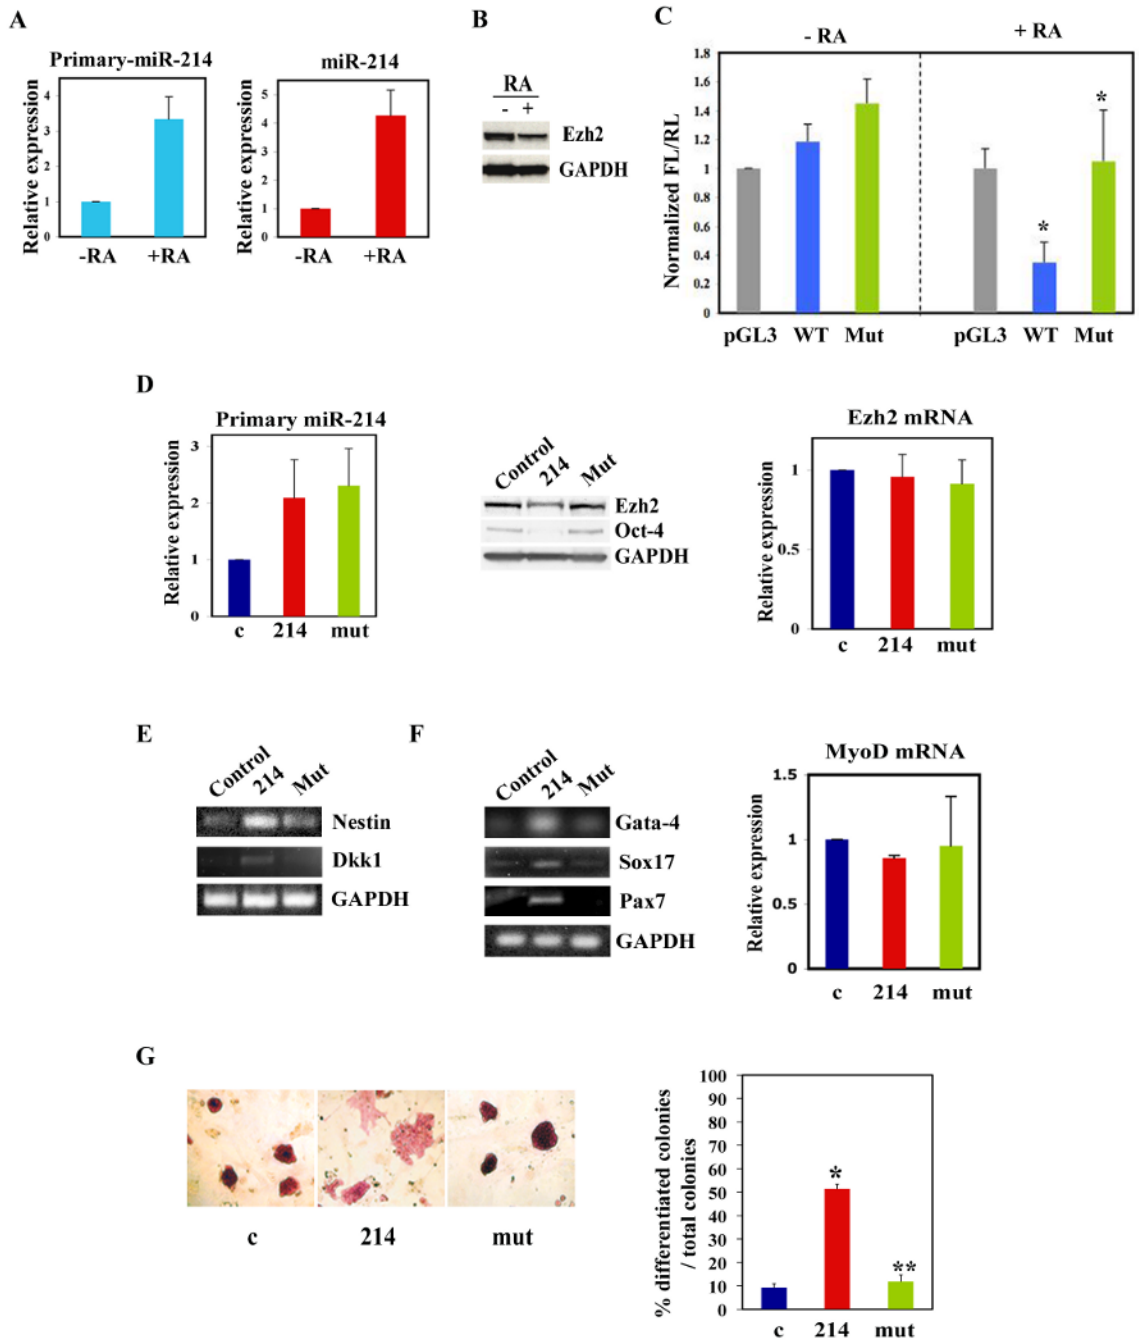 A
Primary-miR-214
Relative expression
4
3
2
1
0
-RA +RA
miR-214
Relative expression
5
4
3
2
1
0
-RA +RA
B
RA
- +
Ezh2
GAPDH
C
- RA + RA
Normalized FL/RL
1.8
1.6
1.4
1.2
1
0.8
0.6
0.4
0.2
0
* *
pGL3 WT Mut pGL3 WT Mut
D
Primary miR-214
Relative expression
3
2
1
0
c 214 mut
Control 214 Mut
Ezh2
Oct-4
GAPDH
Ezh2 mRNA
Relative expression
1
0.5
0
c 214 mut
E
Control 214 Mut
Nestin
Dkk1
GAPDH
F
Control 214 Mut
Gata-4
Sox17
Pax7
GAPDH
MyoD mRNA
Relative expression
1.5
1
0.5
0
c 214 mut
G
c 214 mut
% differentiated colonies
/ total colonies
100
90
80
70
60
50
40
30
20
10
0
* **
c 214 mut